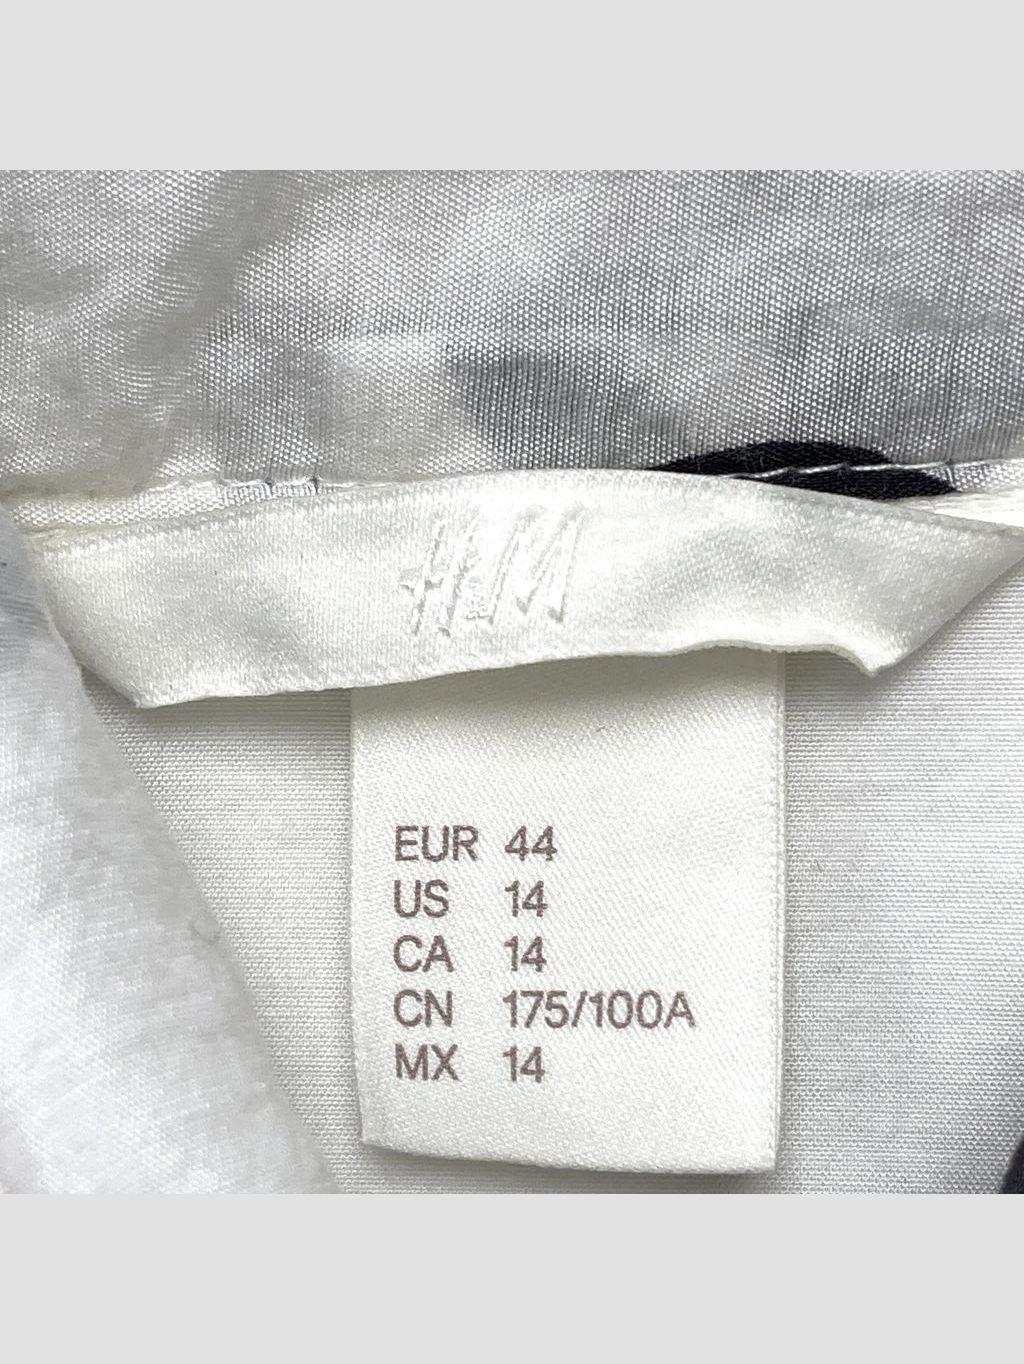 H&M
EUR 44
US 14
CA 14
CN 175/100A
MX 14